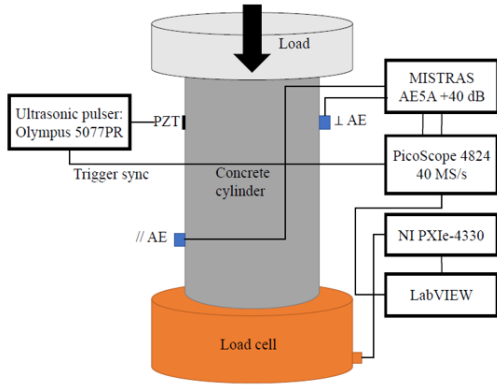 Load
MISTRAS
AE5A +40 dB
Ultrasonic pulser:
Olympus 5077PR
PZT
⊥ AE
Trigger sync
Concrete
cylinder
PicoScope 4824
40 MS/s
// AE
NI PXIe-4330
LabVIEW
Load cell